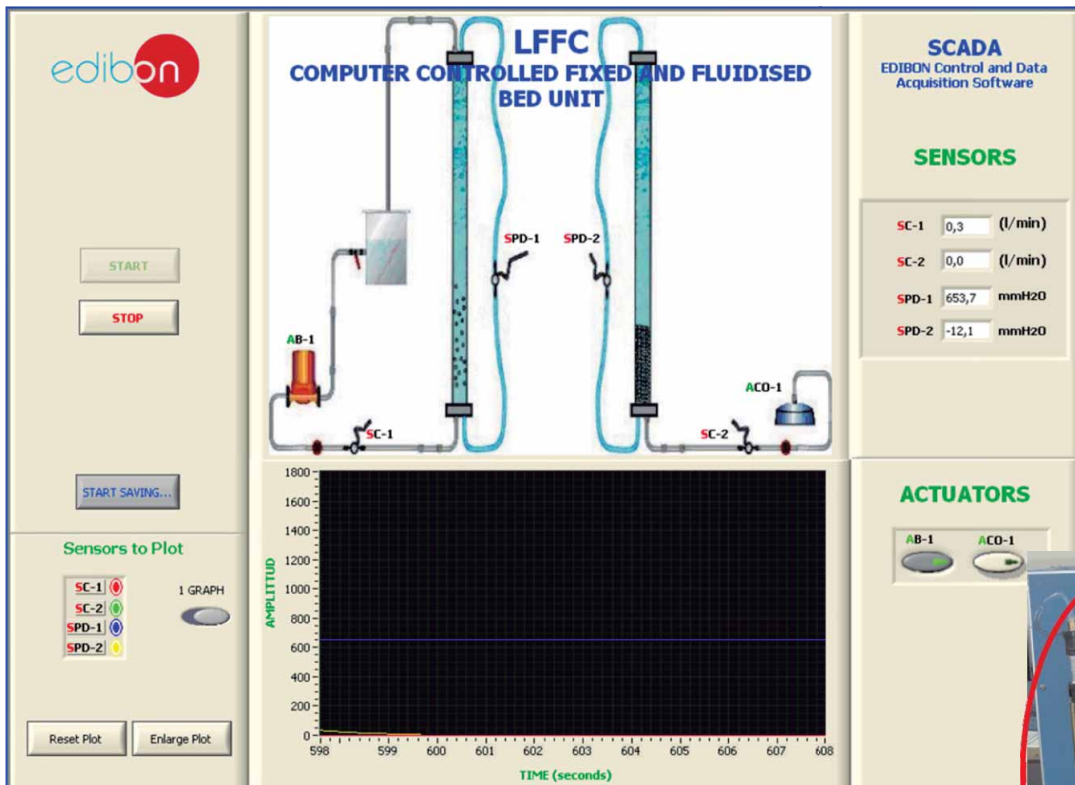 edibon
START
STOP
START SAVING...
Sensors to Plot
SC-1
SC-2
SPD-1
SPD-2
1 GRAPH
Reset Plot
Enlarge Plot
LFFC
COMPUTER CONTROLLED FIXED AND FLUIDISED
BED UNIT
SPD-1
SPD-2
AB-1
ACO-1
SC-1
SC-2
1800
1600
1400
1200
1000
800
600
400
200
0
AMPLITTUD
598 599 600 601 602 603 604 605 606 607 608
TIME (seconds)
SCADA
EDIBON Control and Data
Acquisition Software
SENSORS
SC-1 0,3 (l/min)
SC-2 0,0 (l/min)
SPD-1 653,7 mmH2O
SPD-2 -12,1 mmH2O
ACTUATORS
AB-1 ACO-1